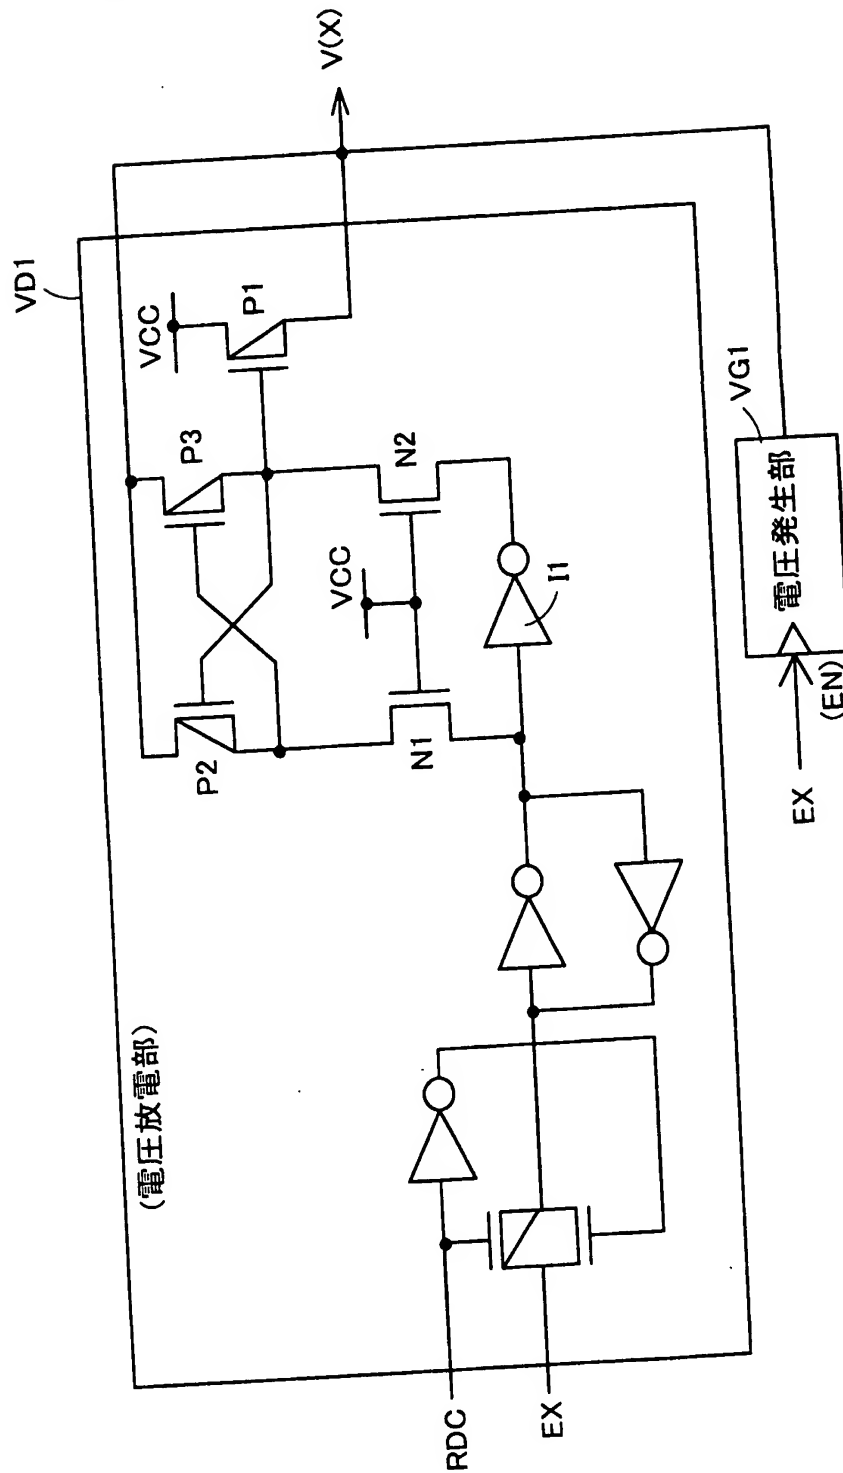 VD1
(電圧放電部)
V(X)
VCC
P1
P3
P2
VCC
N2
N1
I1
RDC
EX
VG1
電圧発生部
EX
(EN)